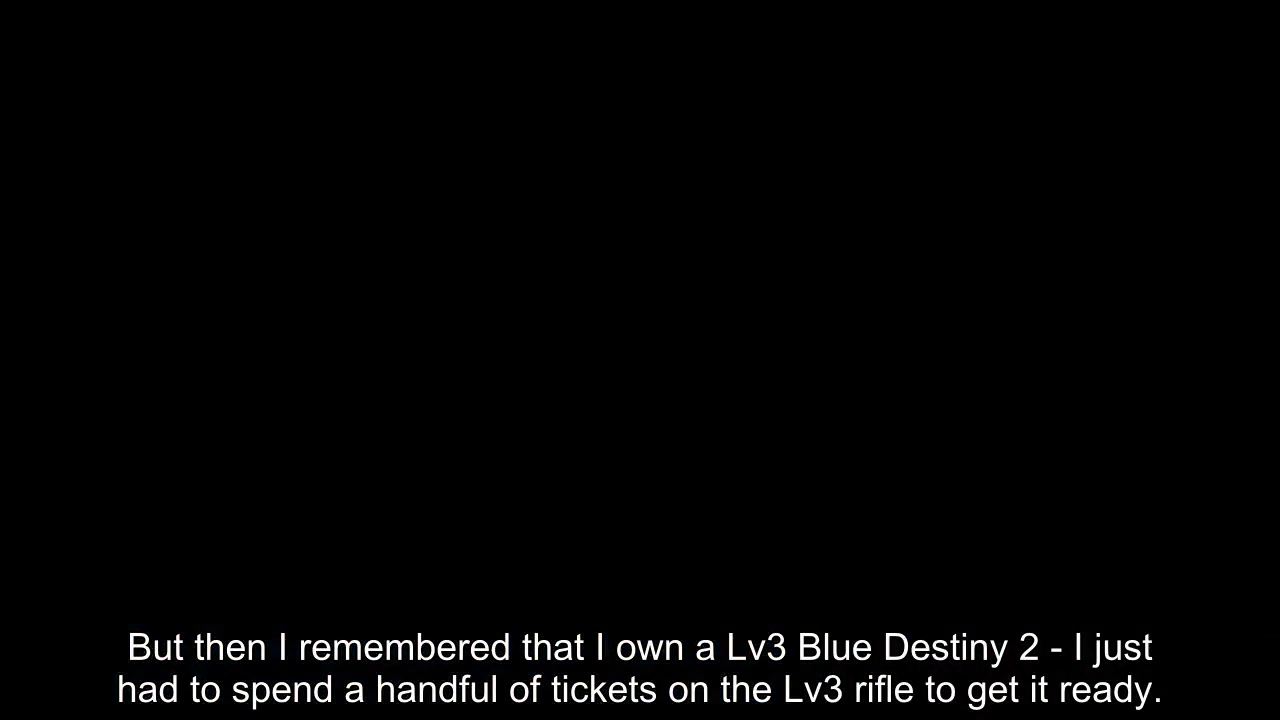 But then I remembered that I own a Lv3 Blue Destiny 2 - I just
had to spend a handful of tickets on the Lv3 rifle to get it ready.